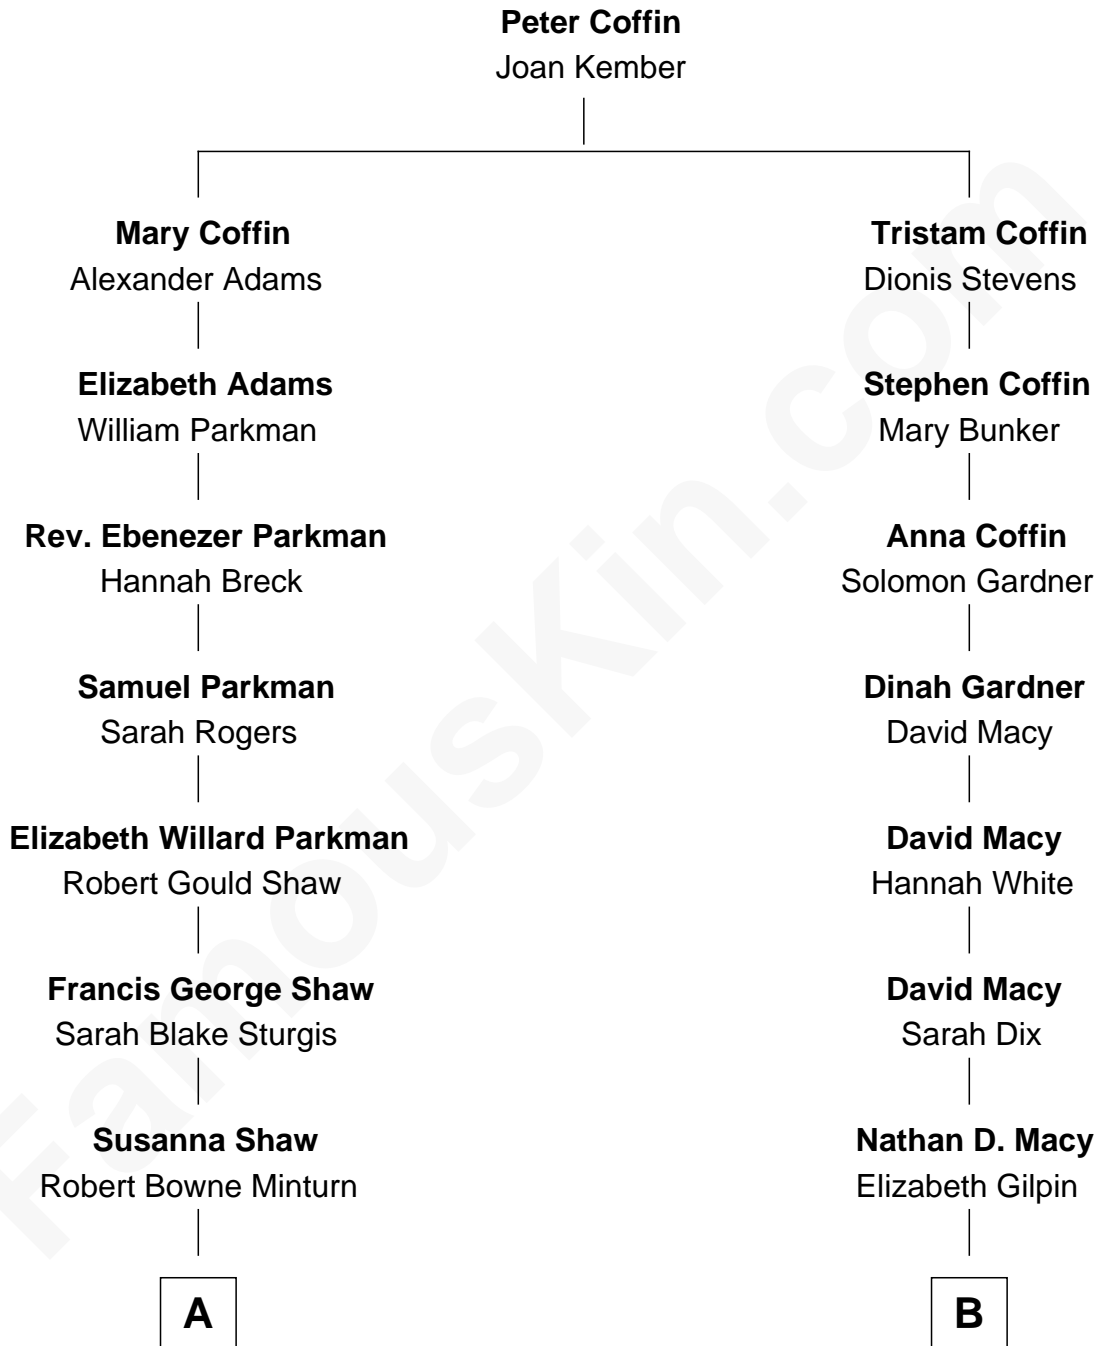 Peter Coffin
Joan Kember
Mary Coffin
Alexander Adams
Tristam Coffin
Dionis Stevens
Elizabeth Adams
William Parkman
Stephen Coffin
Mary Bunker
Rev. Ebenezer Parkman
Hannah Breck
Anna Coffin
Solomon Gardner
Samuel Parkman
Sarah Rogers
Dinah Gardner
David Macy
Elizabeth Willard Parkman
Robert Gould Shaw
David Macy
Hannah White
Francis George Shaw
Sarah Blake Sturgis
David Macy
Sarah Dix
Susanna Shaw
Robert Bowne Minturn
Nathan D. Macy
Elizabeth Gilpin
A
B
FamousKin.com